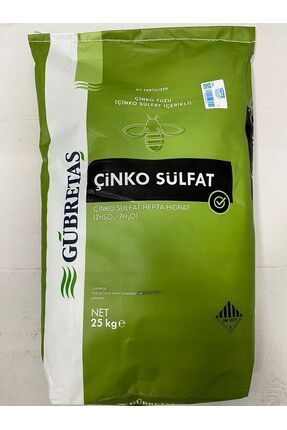 EC FERTILIZER
ÇİNKO TUZU
(ÇİNKO SÜLFAT İÇERİKLİ)
ÇİNKO SÜLFAT
ÇİNKO SÜLFAT HEPTA HİDRAT
(ZnSO₄ 7H₂O)
GÜBRETAŞ
NET
25 kg e